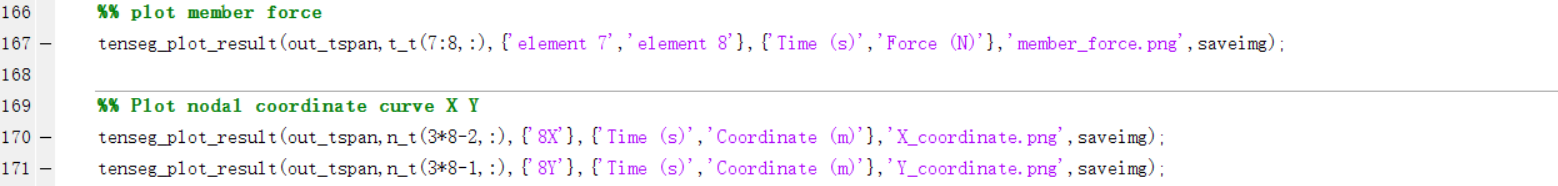 166 %% plot member force
167 – tenseg_plot_result(out_tspan,t_t(7:8,:),{'element 7','element 8'},{'Time (s)','Force (N)'},'member_force.png',saveimg);
168
169 %% Plot nodal coordinate curve X Y
170 – tenseg_plot_result(out_tspan,n_t(3*8-2,:),{'8X'},{'Time (s)','Coordinate (m)'},'X_coordinate.png',saveimg);
171 – tenseg_plot_result(out_tspan,n_t(3*8-1,:),{'8Y'},{'Time (s)','Coordinate (m)'},'Y_coordinate.png',saveimg);